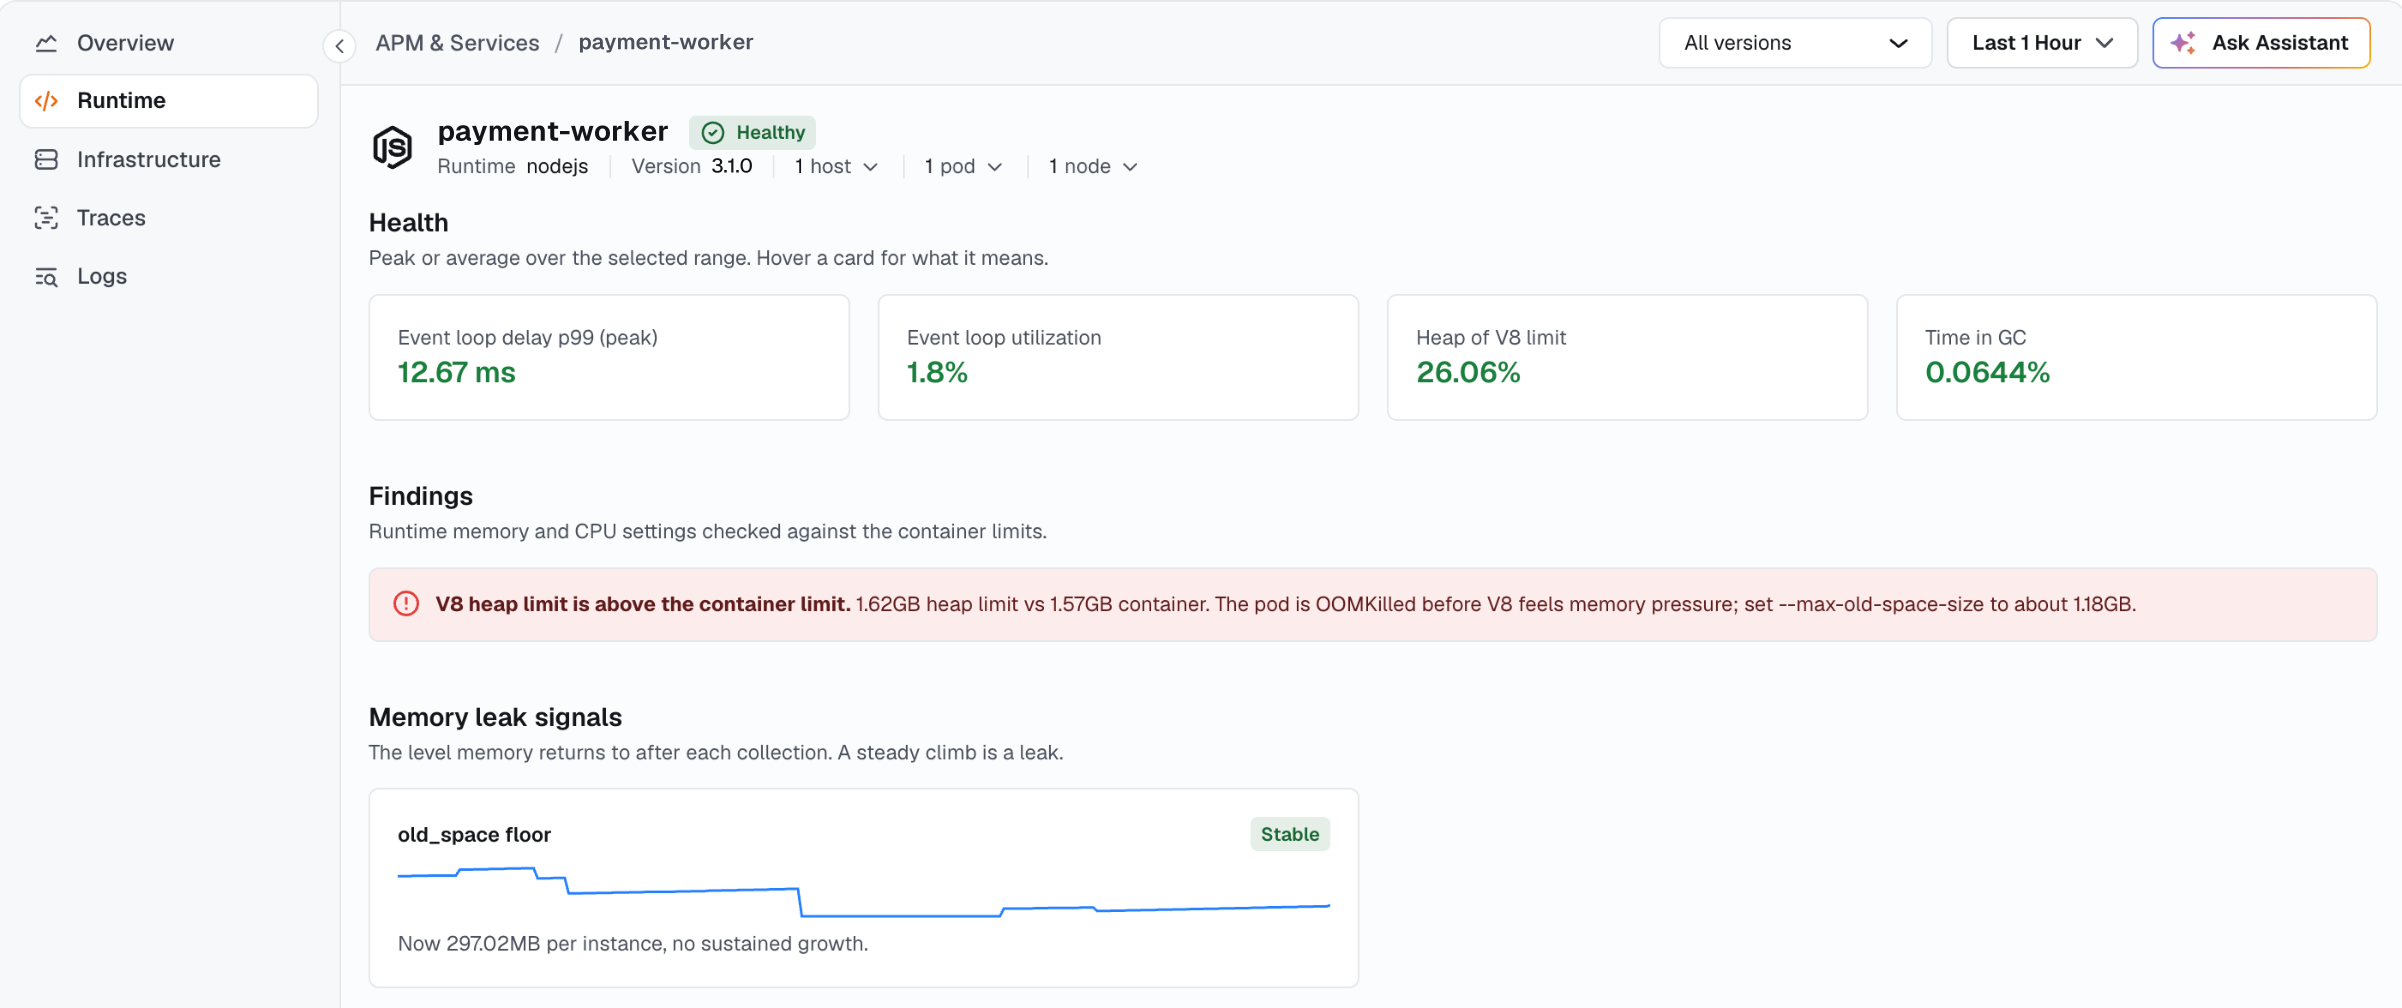 Overview
Runtime
Infrastructure
Traces
Logs
APM & Services / payment-worker
All versions
Last 1 Hour
Ask Assistant
JS
payment-worker
Healthy
Runtime nodejs
Version 3.1.0
1 host
1 pod
1 node
Health
Peak or average over the selected range. Hover a card for what it means.
Event loop delay p99 (peak)
12.67 ms
Event loop utilization
1.8%
Heap of V8 limit
26.06%
Time in GC
0.0644%
Findings
Runtime memory and CPU settings checked against the container limits.
V8 heap limit is above the container limit. 1.62GB heap limit vs 1.57GB container. The pod is OOMKilled before V8 feels memory pressure; set --max-old-space-size to about 1.18GB.
Memory leak signals
The level memory returns to after each collection. A steady climb is a leak.
old_space floor
Stable
Now 297.02MB per instance, no sustained growth.